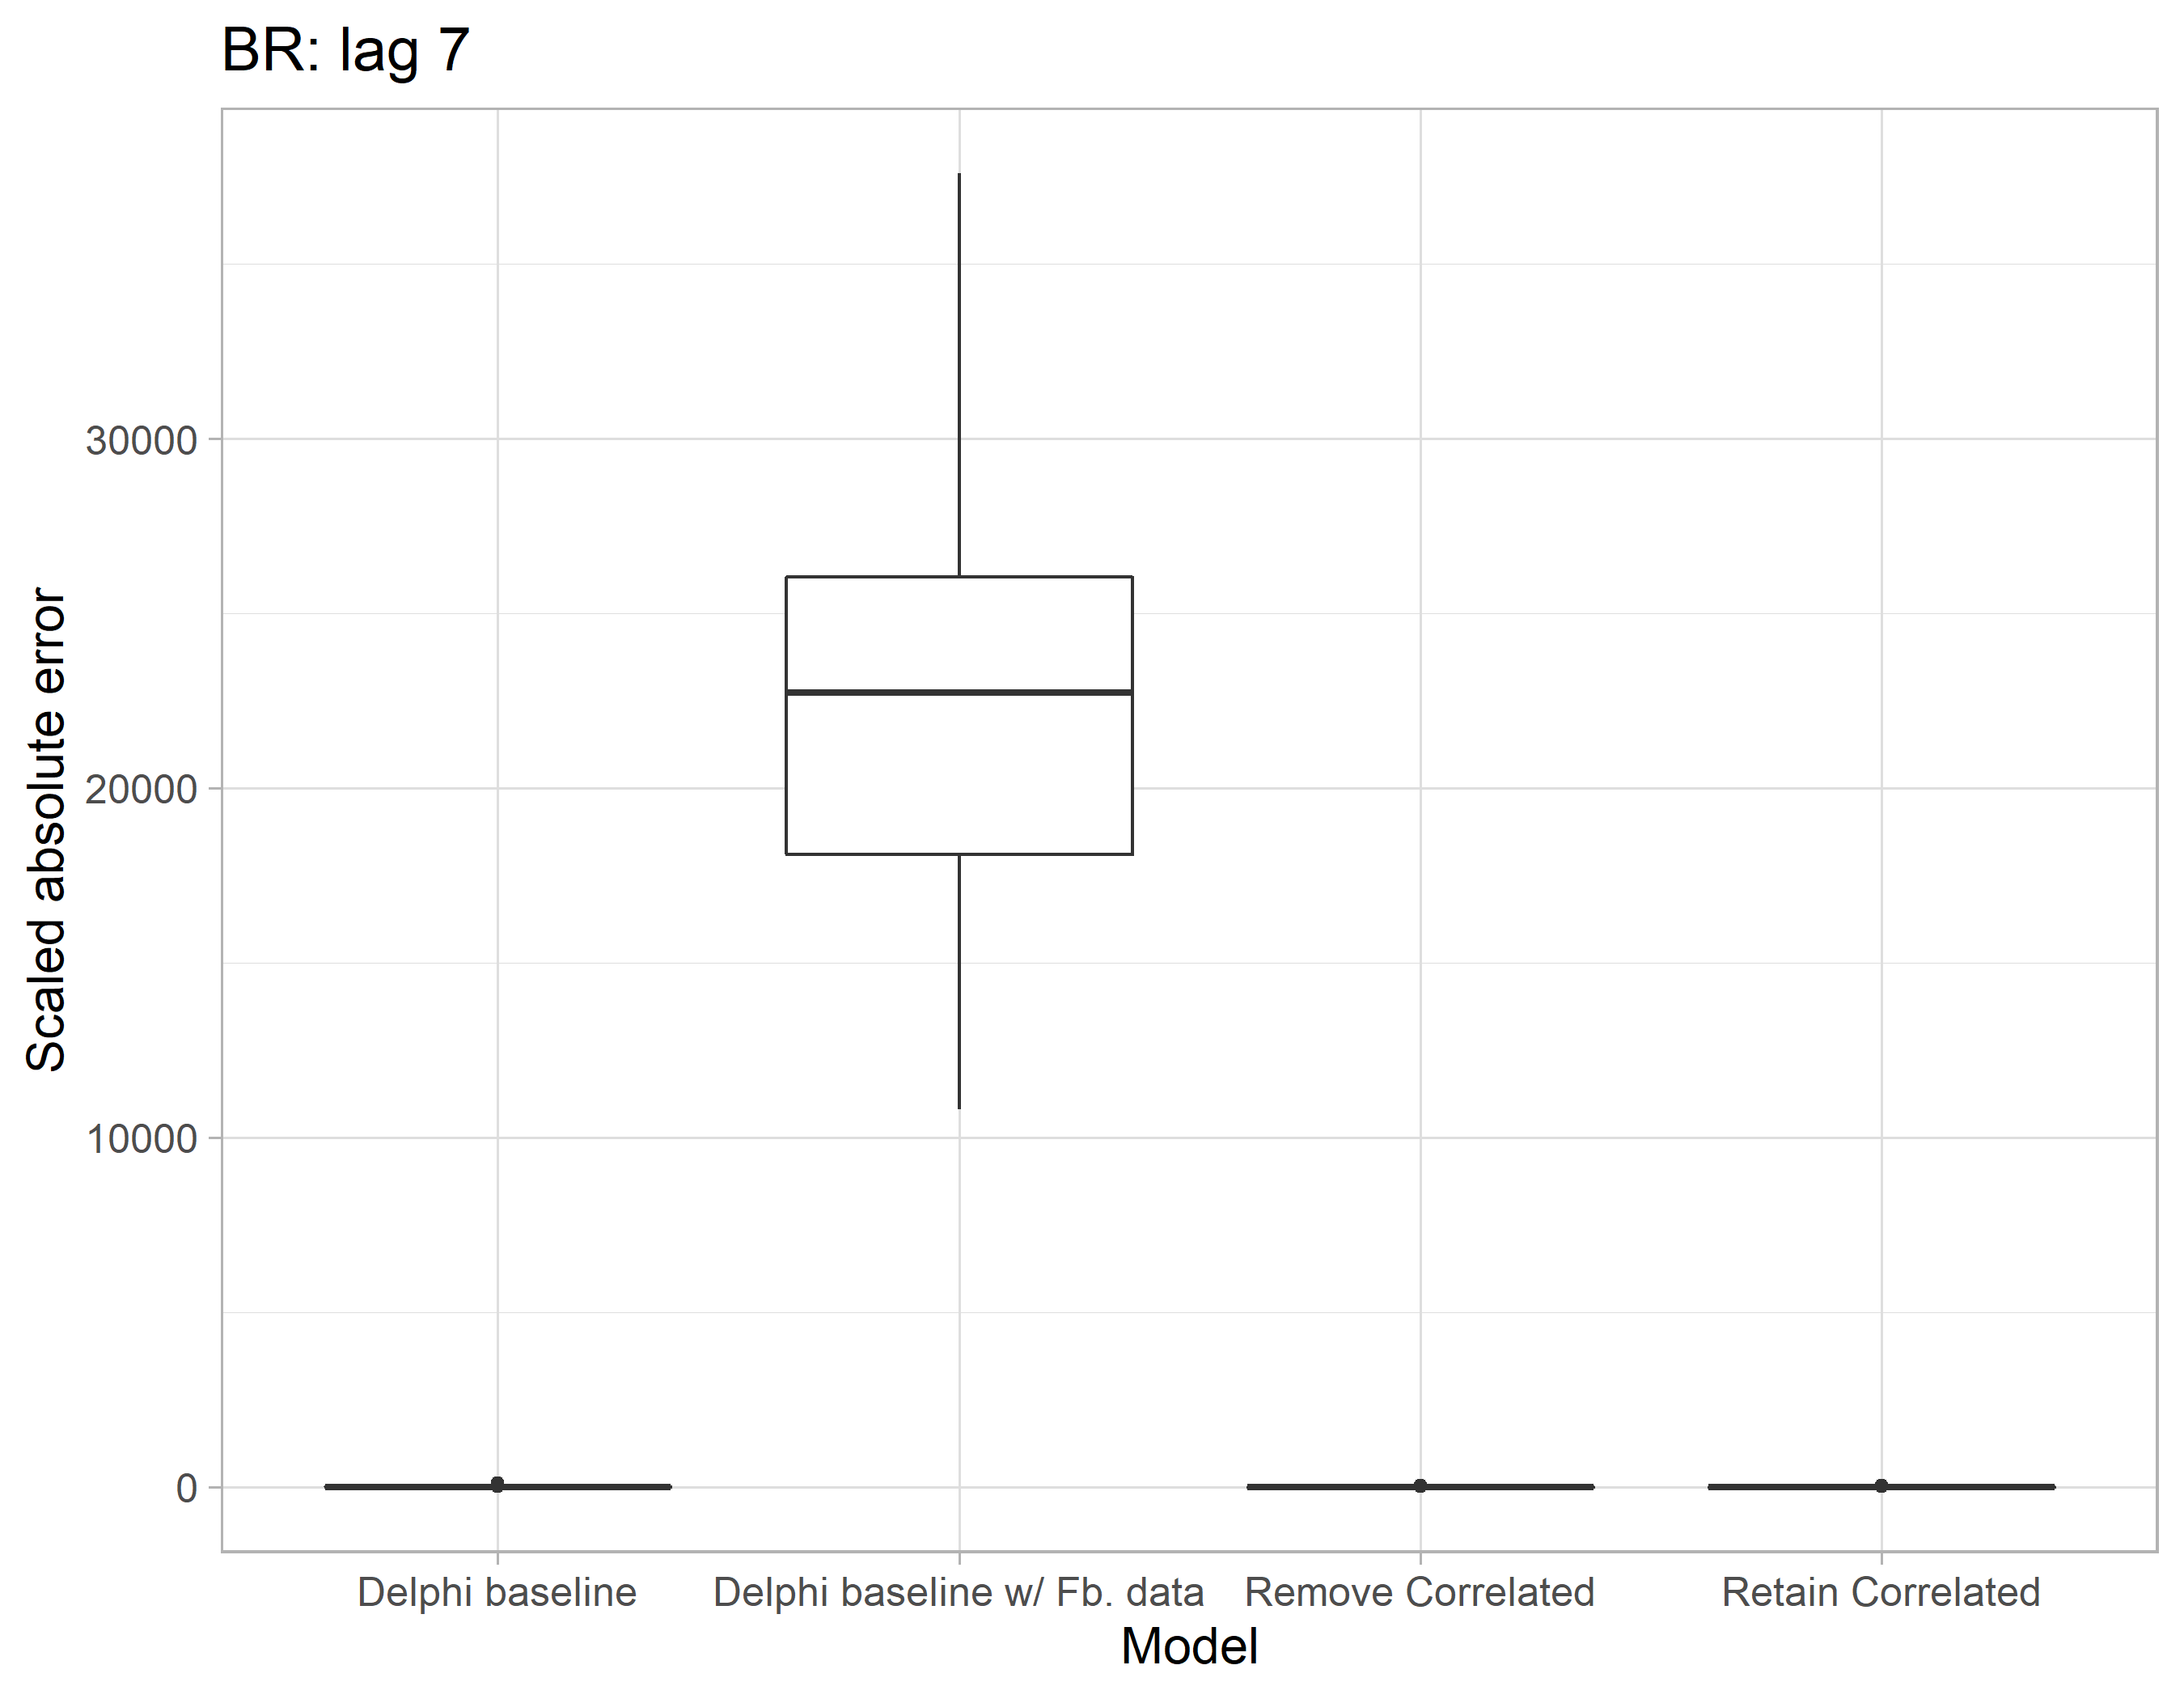 BR: lag 7
Scaled absolute error
30000
20000
10000
0
Delphi baseline
Delphi baseline w/ Fb. data
Remove Correlated
Retain Correlated
Model